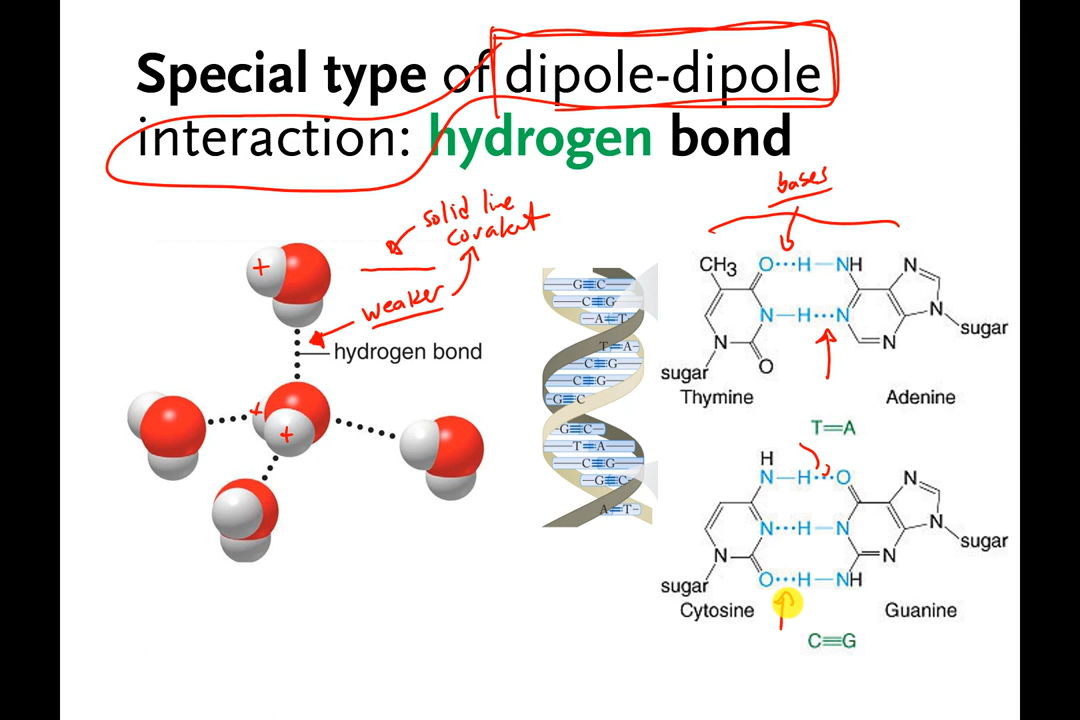 Special type of dipole-dipole
interaction: hydrogen bond
bases
solid line
covalent
weaker
+
hydrogen bond
+
+
G≡C
C≡G
A=T
T=A
C≡G
C≡G
G≡C
G≡C
T=A
C≡G
G≡C
A=T
CH3 O···H—NH N
N—H···N N
N O N sugar
sugar
Thymine Adenine
T=A
H
N—H···O N
N···H—N N
N N sugar
O···H—NH
sugar
Cytosine Guanine
C≡G